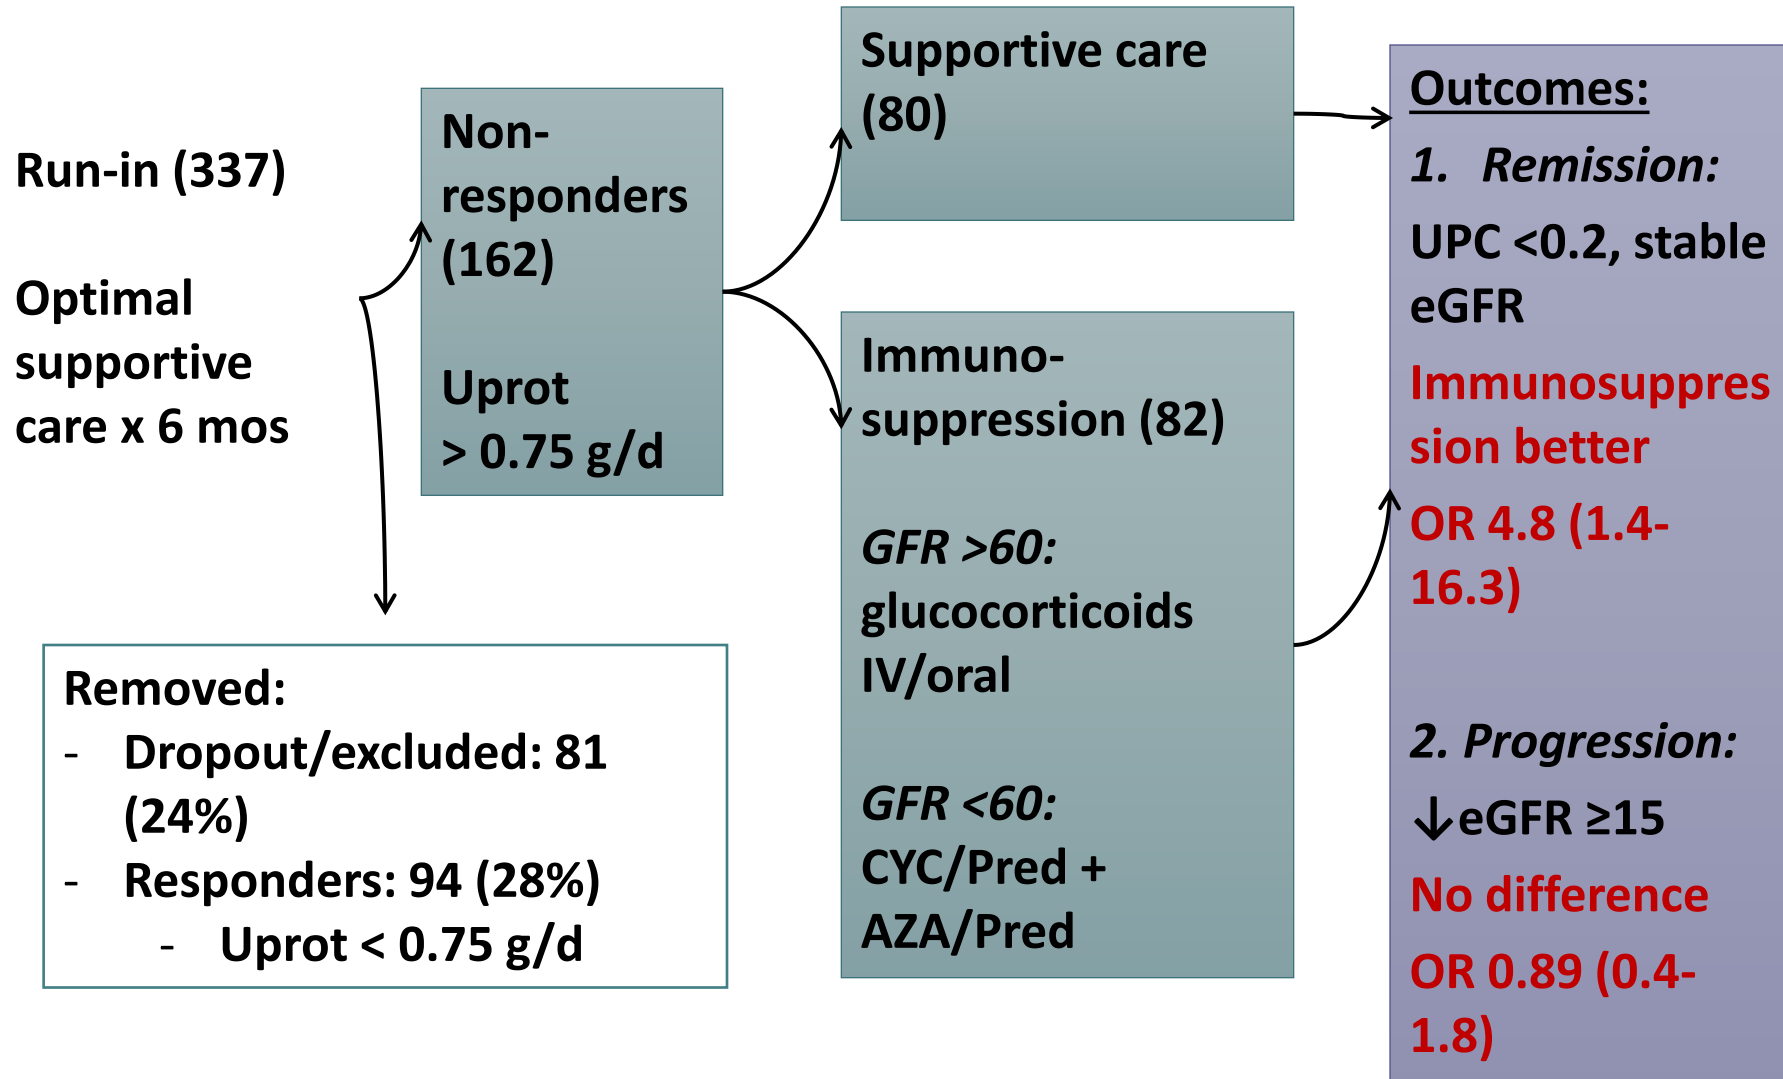 Run-in (337)
Optimal
supportive
care x 6 mos
Non-
responders
(162)
Uprot
> 0.75 g/d
Removed:
- Dropout/excluded: 81
(24%)
- Responders: 94 (28%)
- Uprot < 0.75 g/d
Supportive care
(80)
Immuno-
suppression (82)
GFR >60:
glucocorticoids
IV/oral
GFR <60:
CYC/Pred +
AZA/Pred
Outcomes:
1. Remission:
UPC <0.2, stable
eGFR
Immunosuppres
sion better
OR 4.8 (1.4-
16.3)
2. Progression:
↓eGFR ≥15
No difference
OR 0.89 (0.4-
1.8)